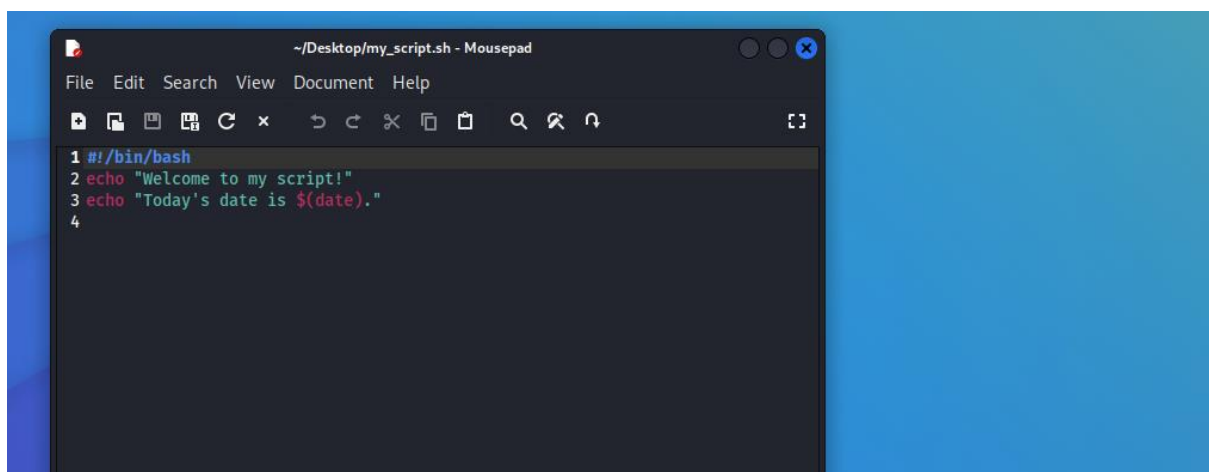 ~/Desktop/my_script.sh - Mousepad
File Edit Search View Document Help
1 #!/bin/bash
2 echo "Welcome to my script!"
3 echo "Today's date is $(date)."
4